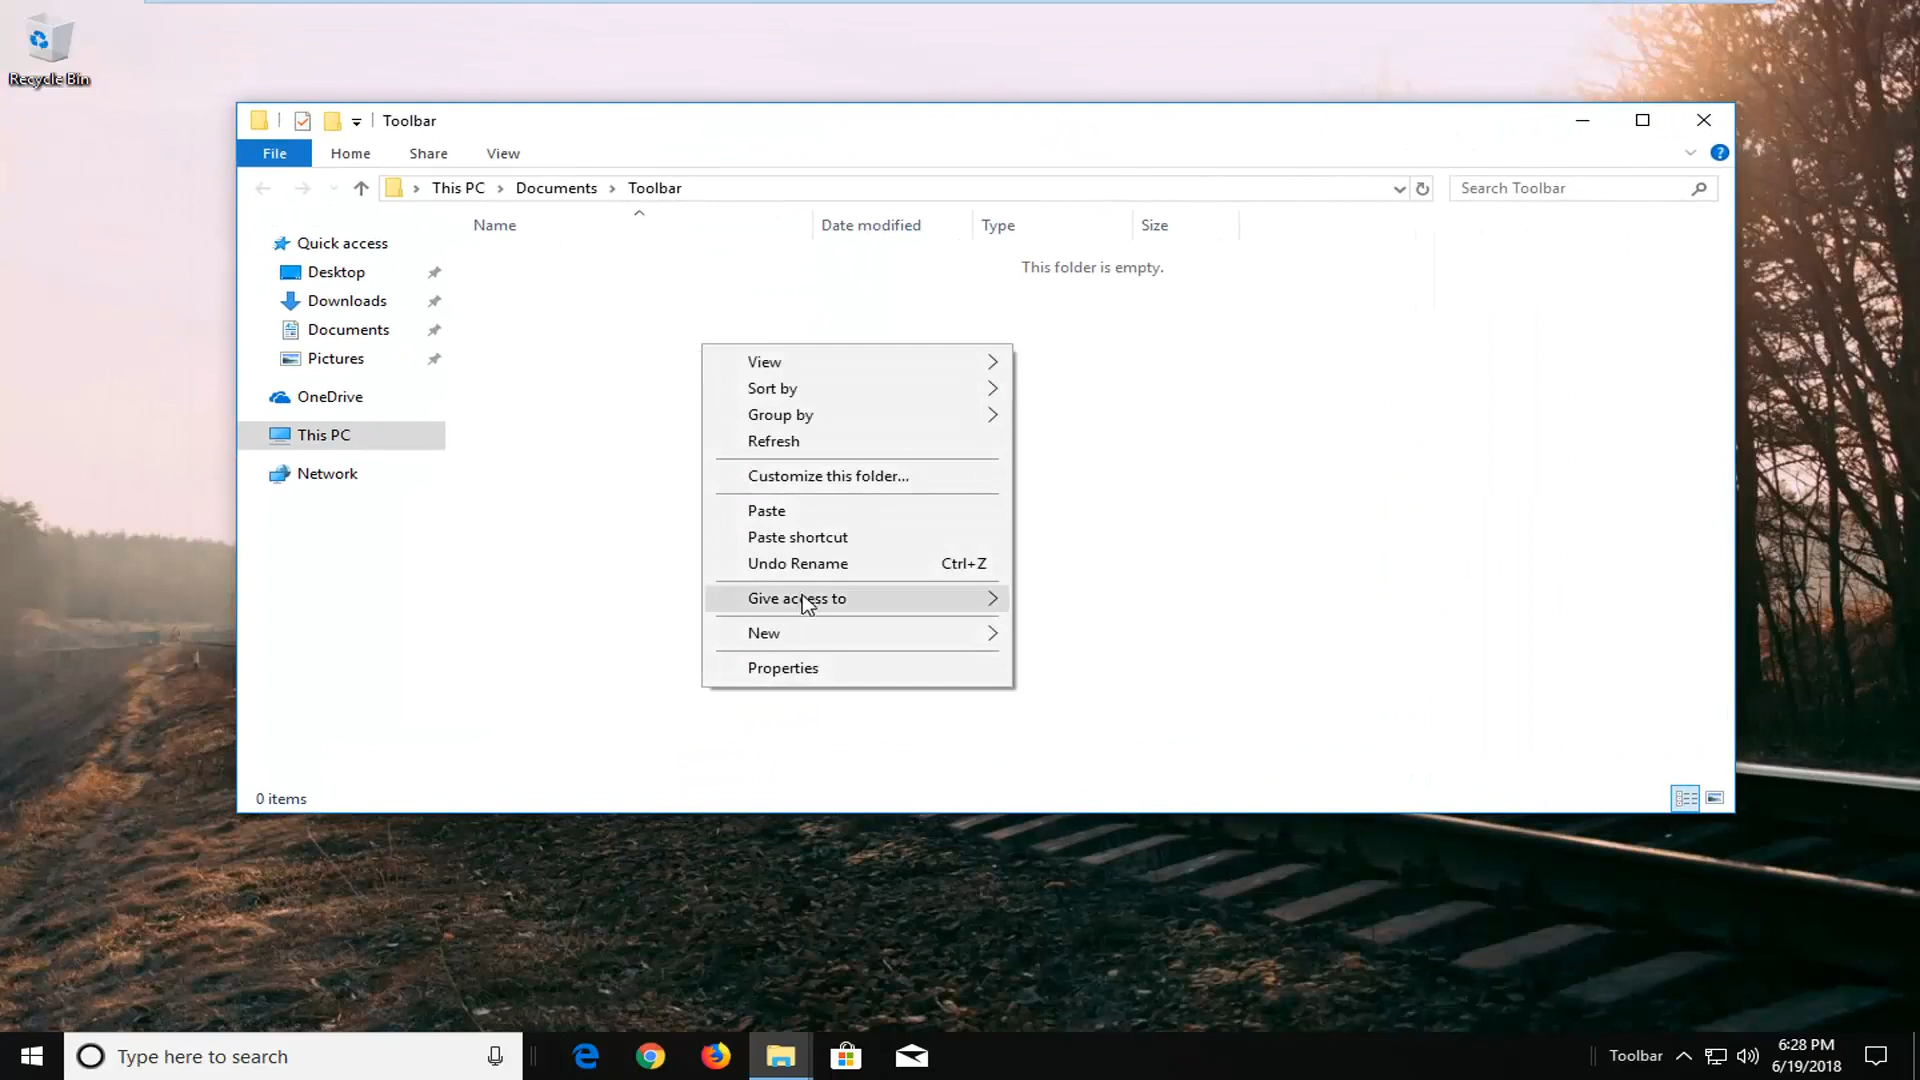 Recycle Bin
Toolbar
File Home Share View
This PC Documents Toolbar
Search Toolbar
Name Date modified Type Size
This folder is empty.
Quick access
Desktop
Downloads
Documents
Pictures
OneDrive
This PC
Network
View
Sort by
Group by
Refresh
Customize this folder...
Paste
Paste shortcut
Undo Rename Ctrl+Z
Give access to
New
Properties
0 items
Type here to search
Toolbar
6:28 PM
6/19/2018